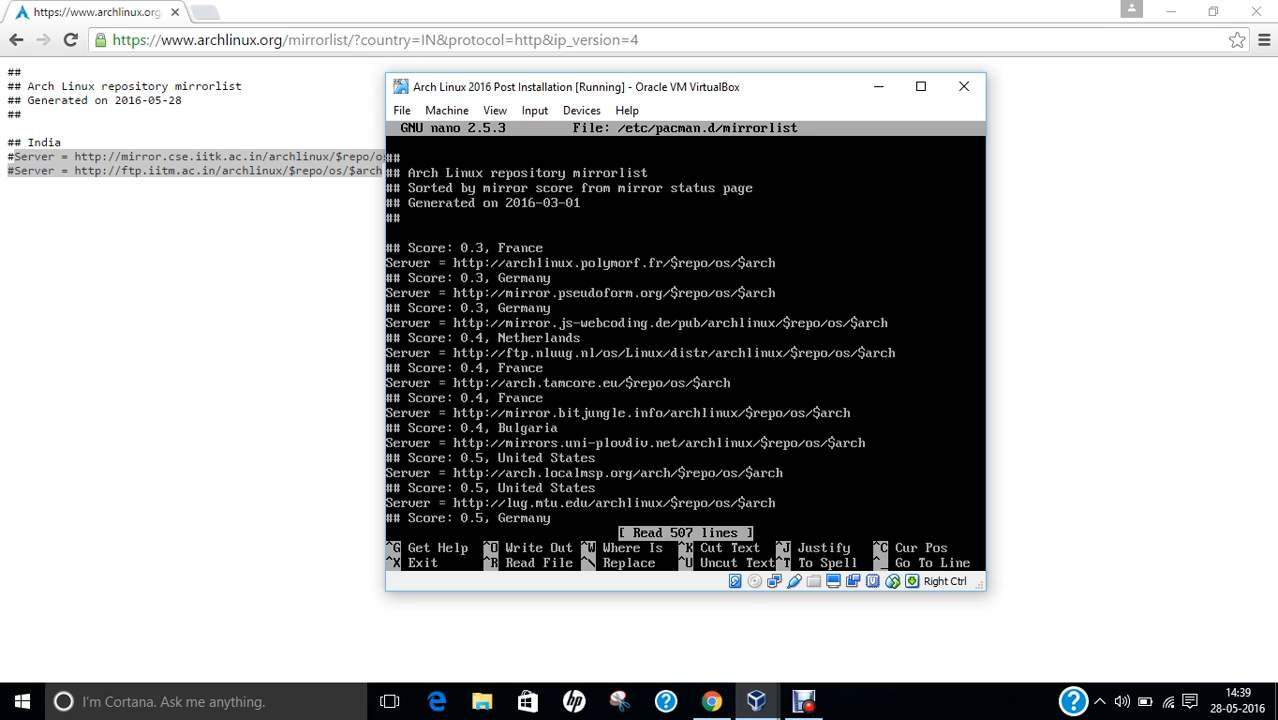 https://www.archlinux.org
https://www.archlinux.org/mirrorlist/?country=IN&protocol=http&ip_version=4
##
## Arch Linux repository mirrorlist
## Generated on 2016-05-28
##
## India
#Server = http://mirror.cse.iitk.ac.in/archlinux/$repo/os
#Server = http://ftp.iitm.ac.in/archlinux/$repo/os/$arch
Arch Linux 2016 Post Installation [Running] - Oracle VM VirtualBox
File Machine View Input Devices Help
GNU nano 2.5.3 File: /etc/pacman.d/mirrorlist
##
## Arch Linux repository mirrorlist
## Sorted by mirror score from mirror status page
## Generated on 2016-03-01
##
## Score: 0.3, France
Server = http://archlinux.polymorf.fr/$repo/os/$arch
## Score: 0.3, Germany
Server = http://mirror.pseudoform.org/$repo/os/$arch
## Score: 0.3, Germany
Server = http://mirror.js-webcoding.de/pub/archlinux/$repo/os/$arch
## Score: 0.4, Netherlands
Server = http://ftp.nluug.nl/os/Linux/distr/archlinux/$repo/os/$arch
## Score: 0.4, France
Server = http://arch.tamcore.eu/$repo/os/$arch
## Score: 0.4, France
Server = http://mirror.bitjungle.info/archlinux/$repo/os/$arch
## Score: 0.4, Bulgaria
Server = http://mirrors.uni-plovdiv.net/archlinux/$repo/os/$arch
## Score: 0.5, United States
Server = http://arch.localmsp.org/arch/$repo/os/$arch
## Score: 0.5, United States
Server = http://lug.mtu.edu/archlinux/$repo/os/$arch
## Score: 0.5, Germany
[ Read 507 lines ]
^G Get Help ^O Write Out ^W Where Is ^K Cut Text ^J Justify ^C Cur Pos
^X Exit ^R Read File ^\ Replace ^U Uncut Text ^T To Spell ^_ Go To Line
Right Ctrl
I'm Cortana. Ask me anything.
14:39
28-05-2016